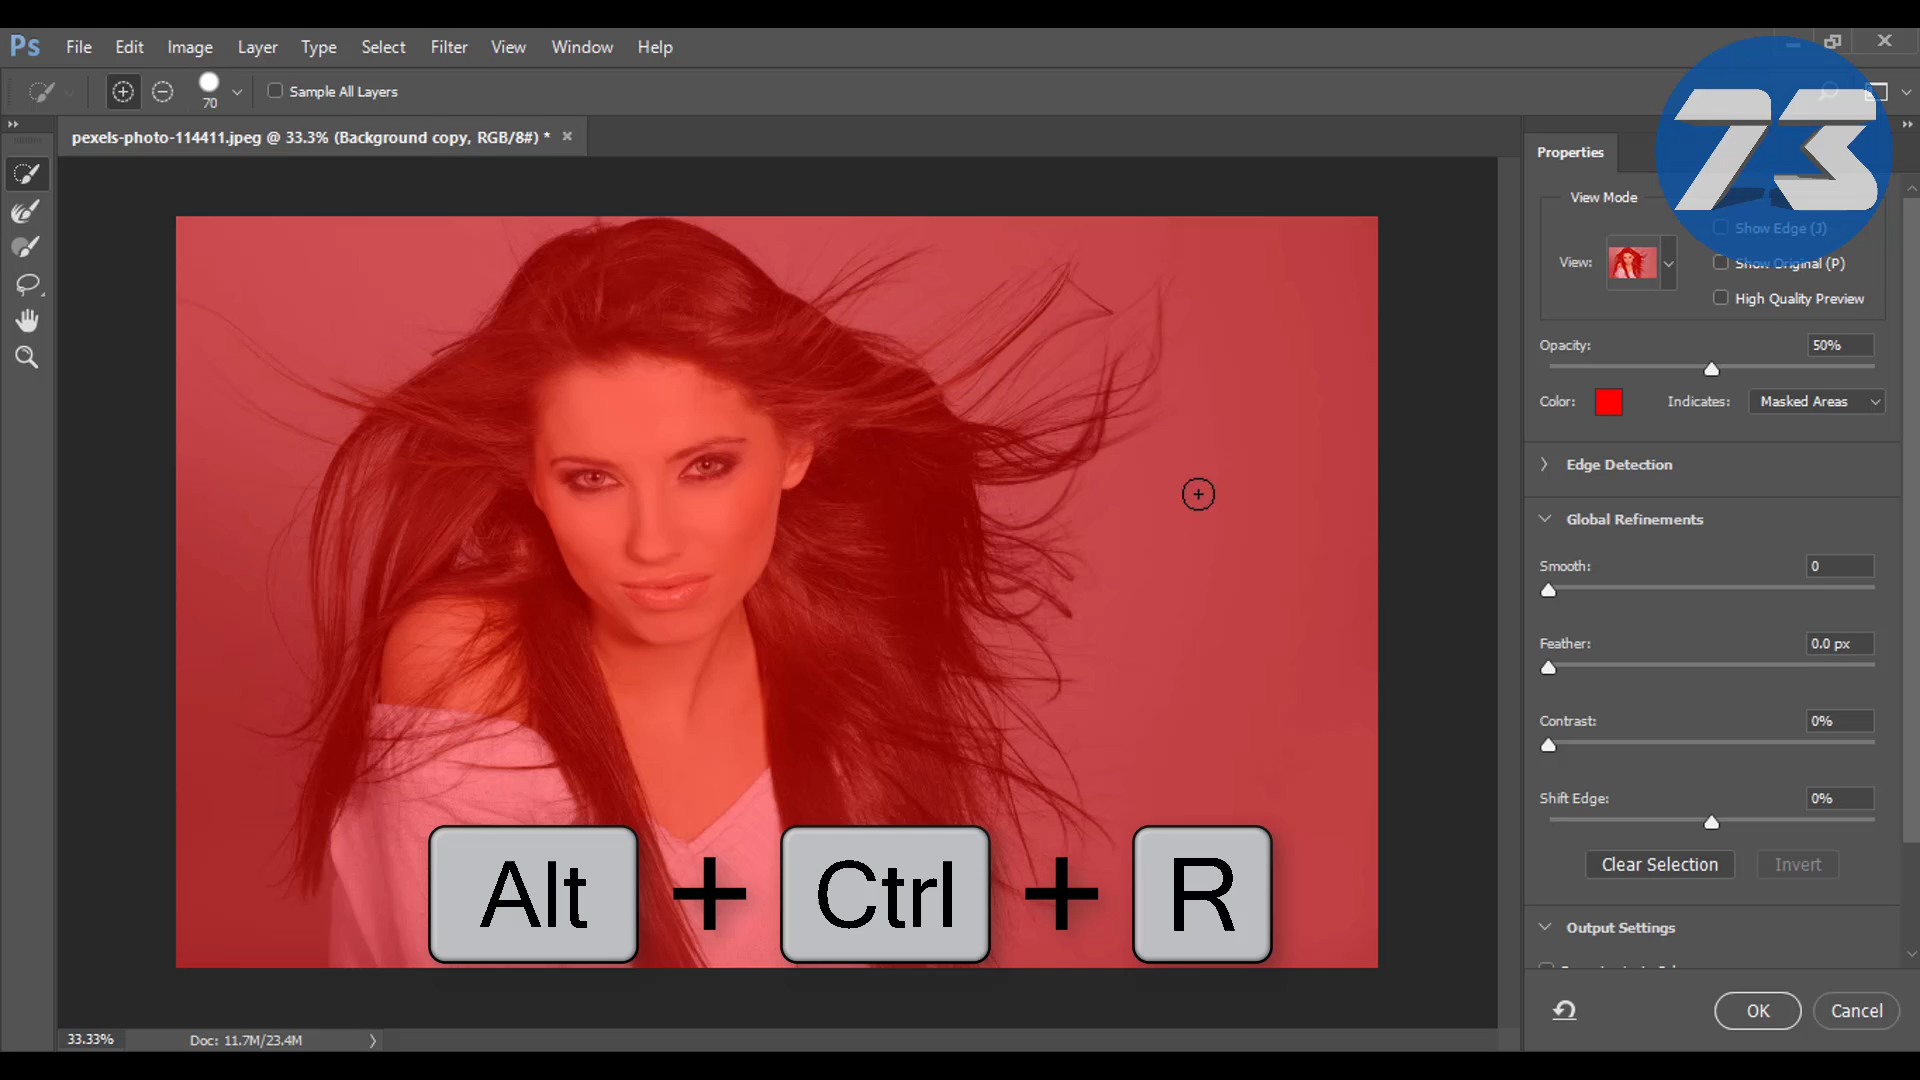 Ps File Edit Image Layer Type Select Filter View Window Help
70 Sample All Layers
73
pexels-photo-114411.jpeg @ 33.3% (Background copy, RGB/8#) * ×
Properties
View Mode
Show Edge (J)
View:
Show Original (P)
High Quality Preview
Opacity: 50%
Color: Indicates: Masked Areas
Edge Detection
Global Refinements
Smooth: 0
Feather: 0.0 px
Contrast: 0%
Shift Edge: 0%
Clear Selection Invert
Alt + Ctrl + R
Output Settings
OK Cancel
33.33% Doc: 11.7M/23.4M